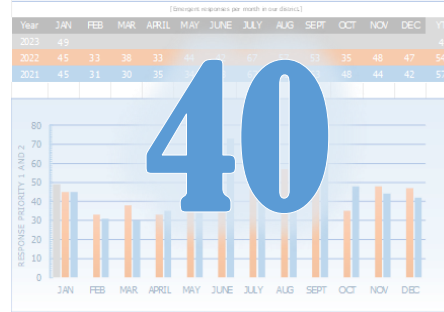 [Emergent responses per month in our district.]
Year JAN FEB MAR APRIL MAY JUNE JULY AUG SEPT OCT NOV DEC
2023 49
2022 45 33 38 33 35 48 47
2021 45 31 30 35 48 44 42
40
80
70
60
50
40
30
20
10
0
RESPONSE PRIORITY 1 AND 2
JAN FEB MAR APRIL MAY JUNE JULY AUG SEPT OCT NOV DEC